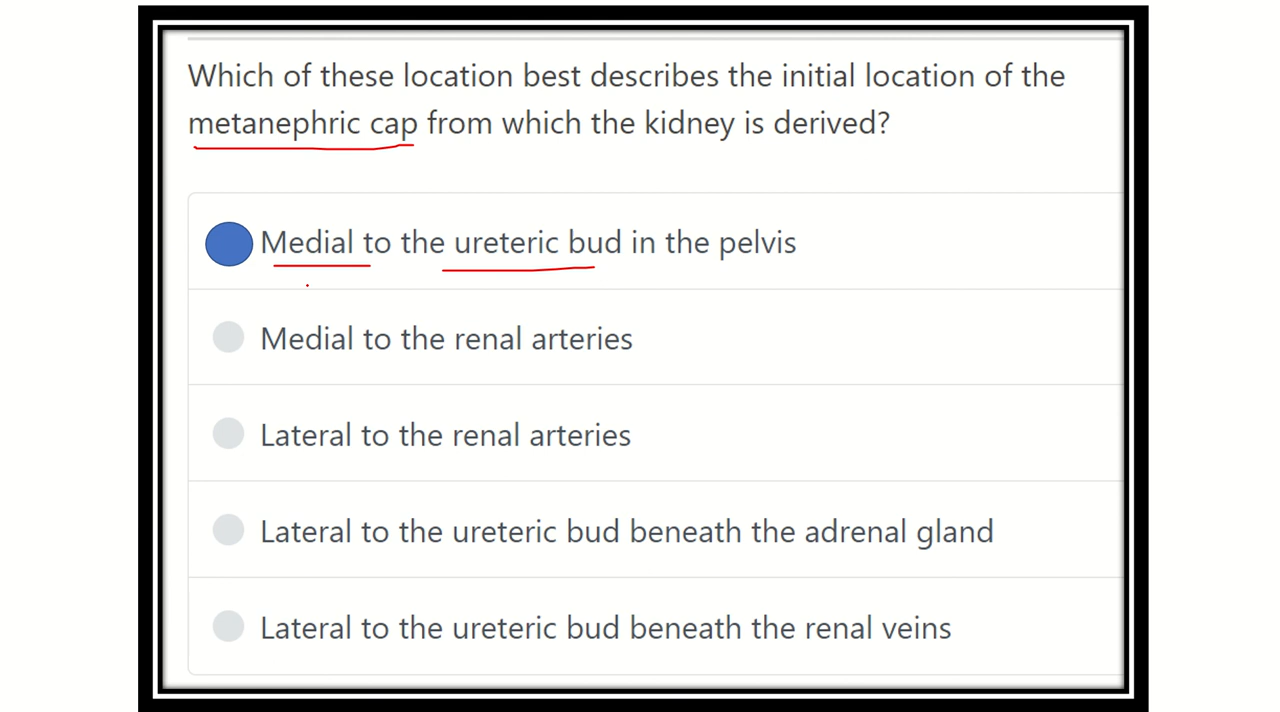 Which of these location best describes the initial location of the
metanephric cap from which the kidney is derived?
Medial to the ureteric bud in the pelvis
Medial to the renal arteries
Lateral to the renal arteries
Lateral to the ureteric bud beneath the adrenal gland
Lateral to the ureteric bud beneath the renal veins